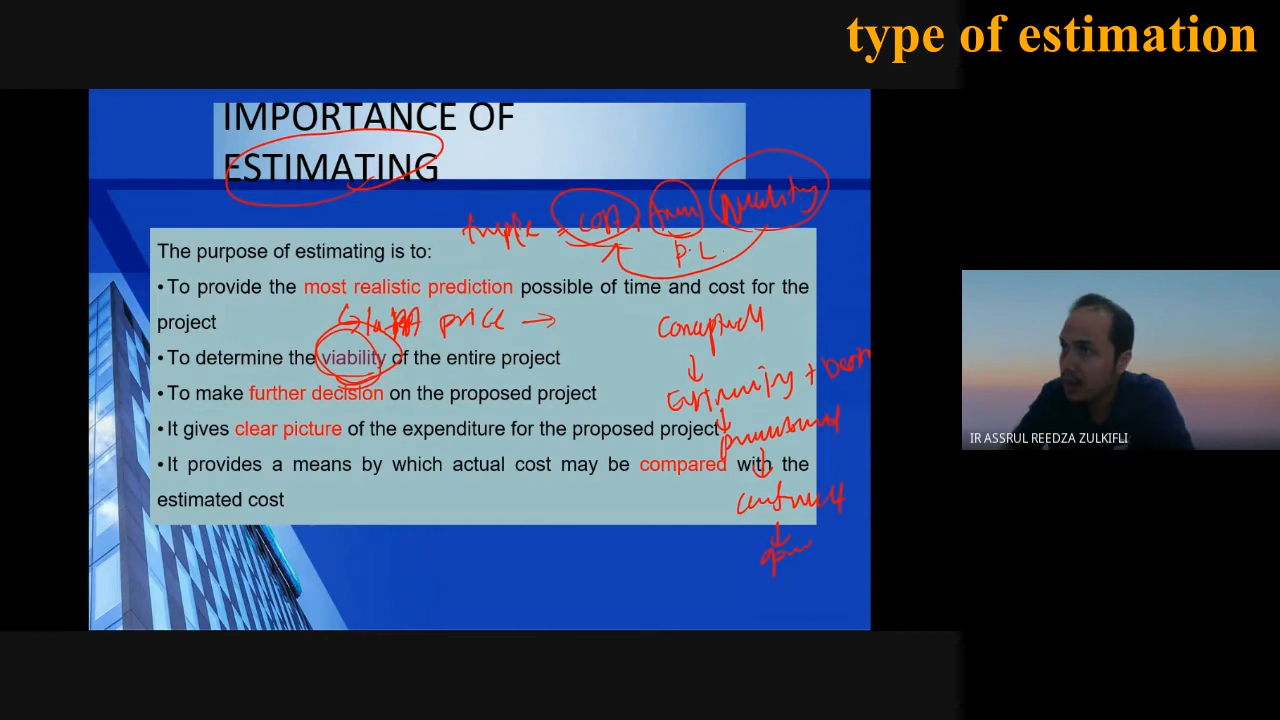 type of estimation
IMPORTANCE OF
ESTIMATING
cost, time quality
P.L.
The purpose of estimating is to:
•To provide the most realistic prediction possible of time and cost for the
project
price
•To determine the viability of the entire project
•To make further decision on the proposed project
•It gives clear picture of the expenditure for the proposed project
•It provides a means by which actual cost may be compared with the
estimated cost
IR ASSRUL REEDZA ZULKIFLI